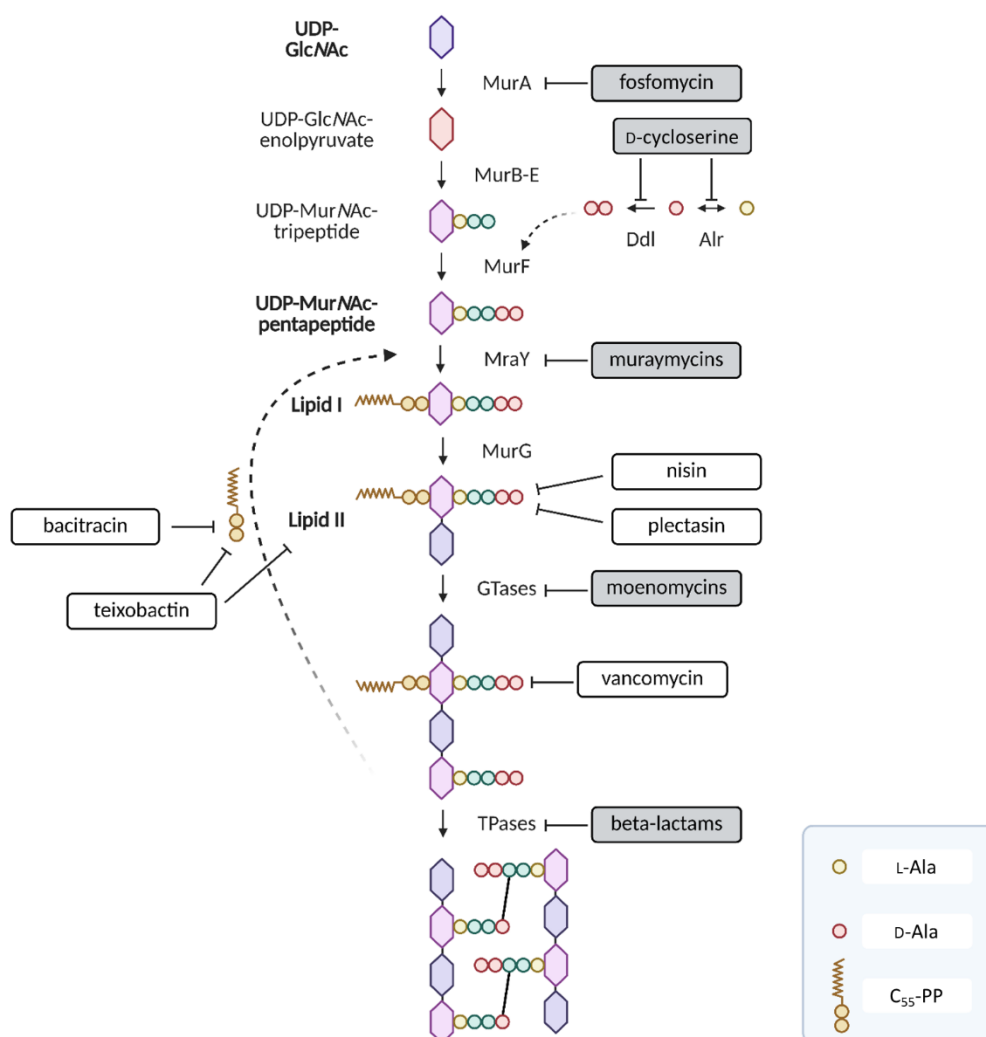 UDP-
GlcNAc
MurA
fosfomycin
UDP-GlcNAc-
enolpyruvate
D-cycloserine
MurB-E
UDP-MurNAc-
tripeptide
Ddl
Alr
MurF
UDP-MurNAc-
pentapeptide
MraY
muraymycins
Lipid I
MurG
nisin
bacitracin
Lipid II
plectasin
teixobactin
GTases
moenomycins
vancomycin
TPases
beta-lactams
L-Ala
D-Ala
C₅₅-PP